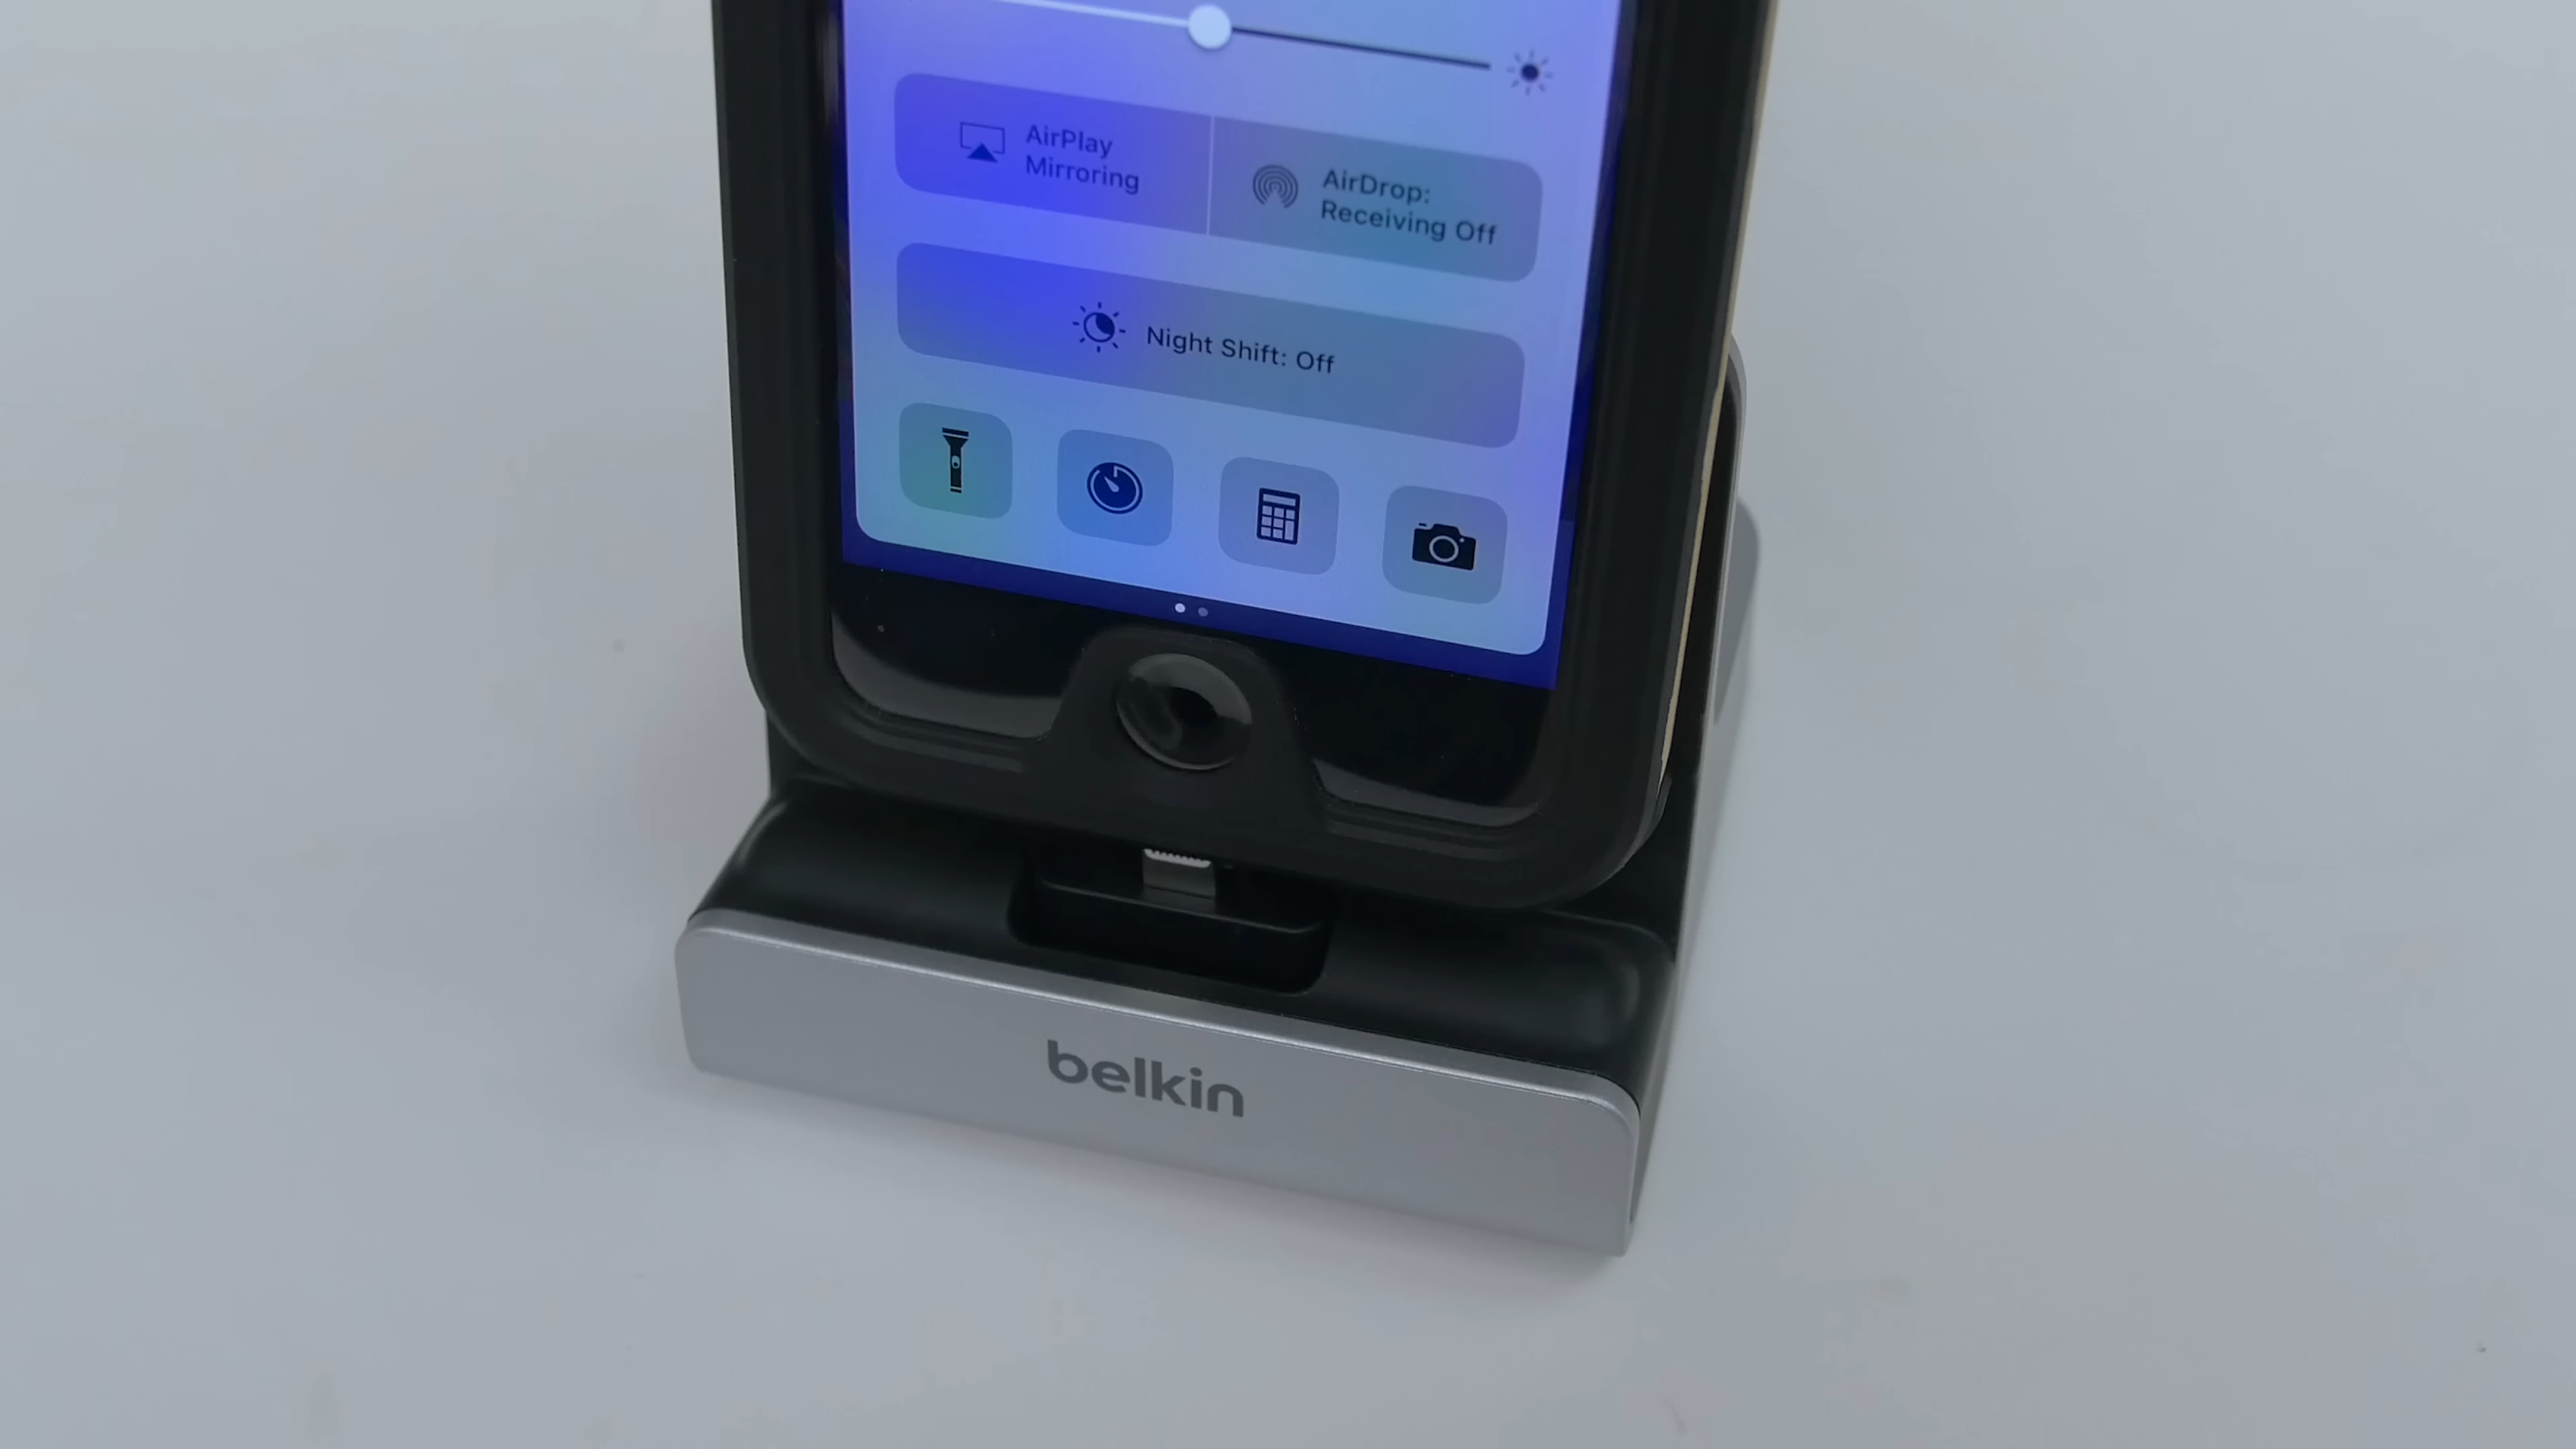 AirPlay
Mirroring
AirDrop:
Receiving Off
Night Shift: Off
belkin